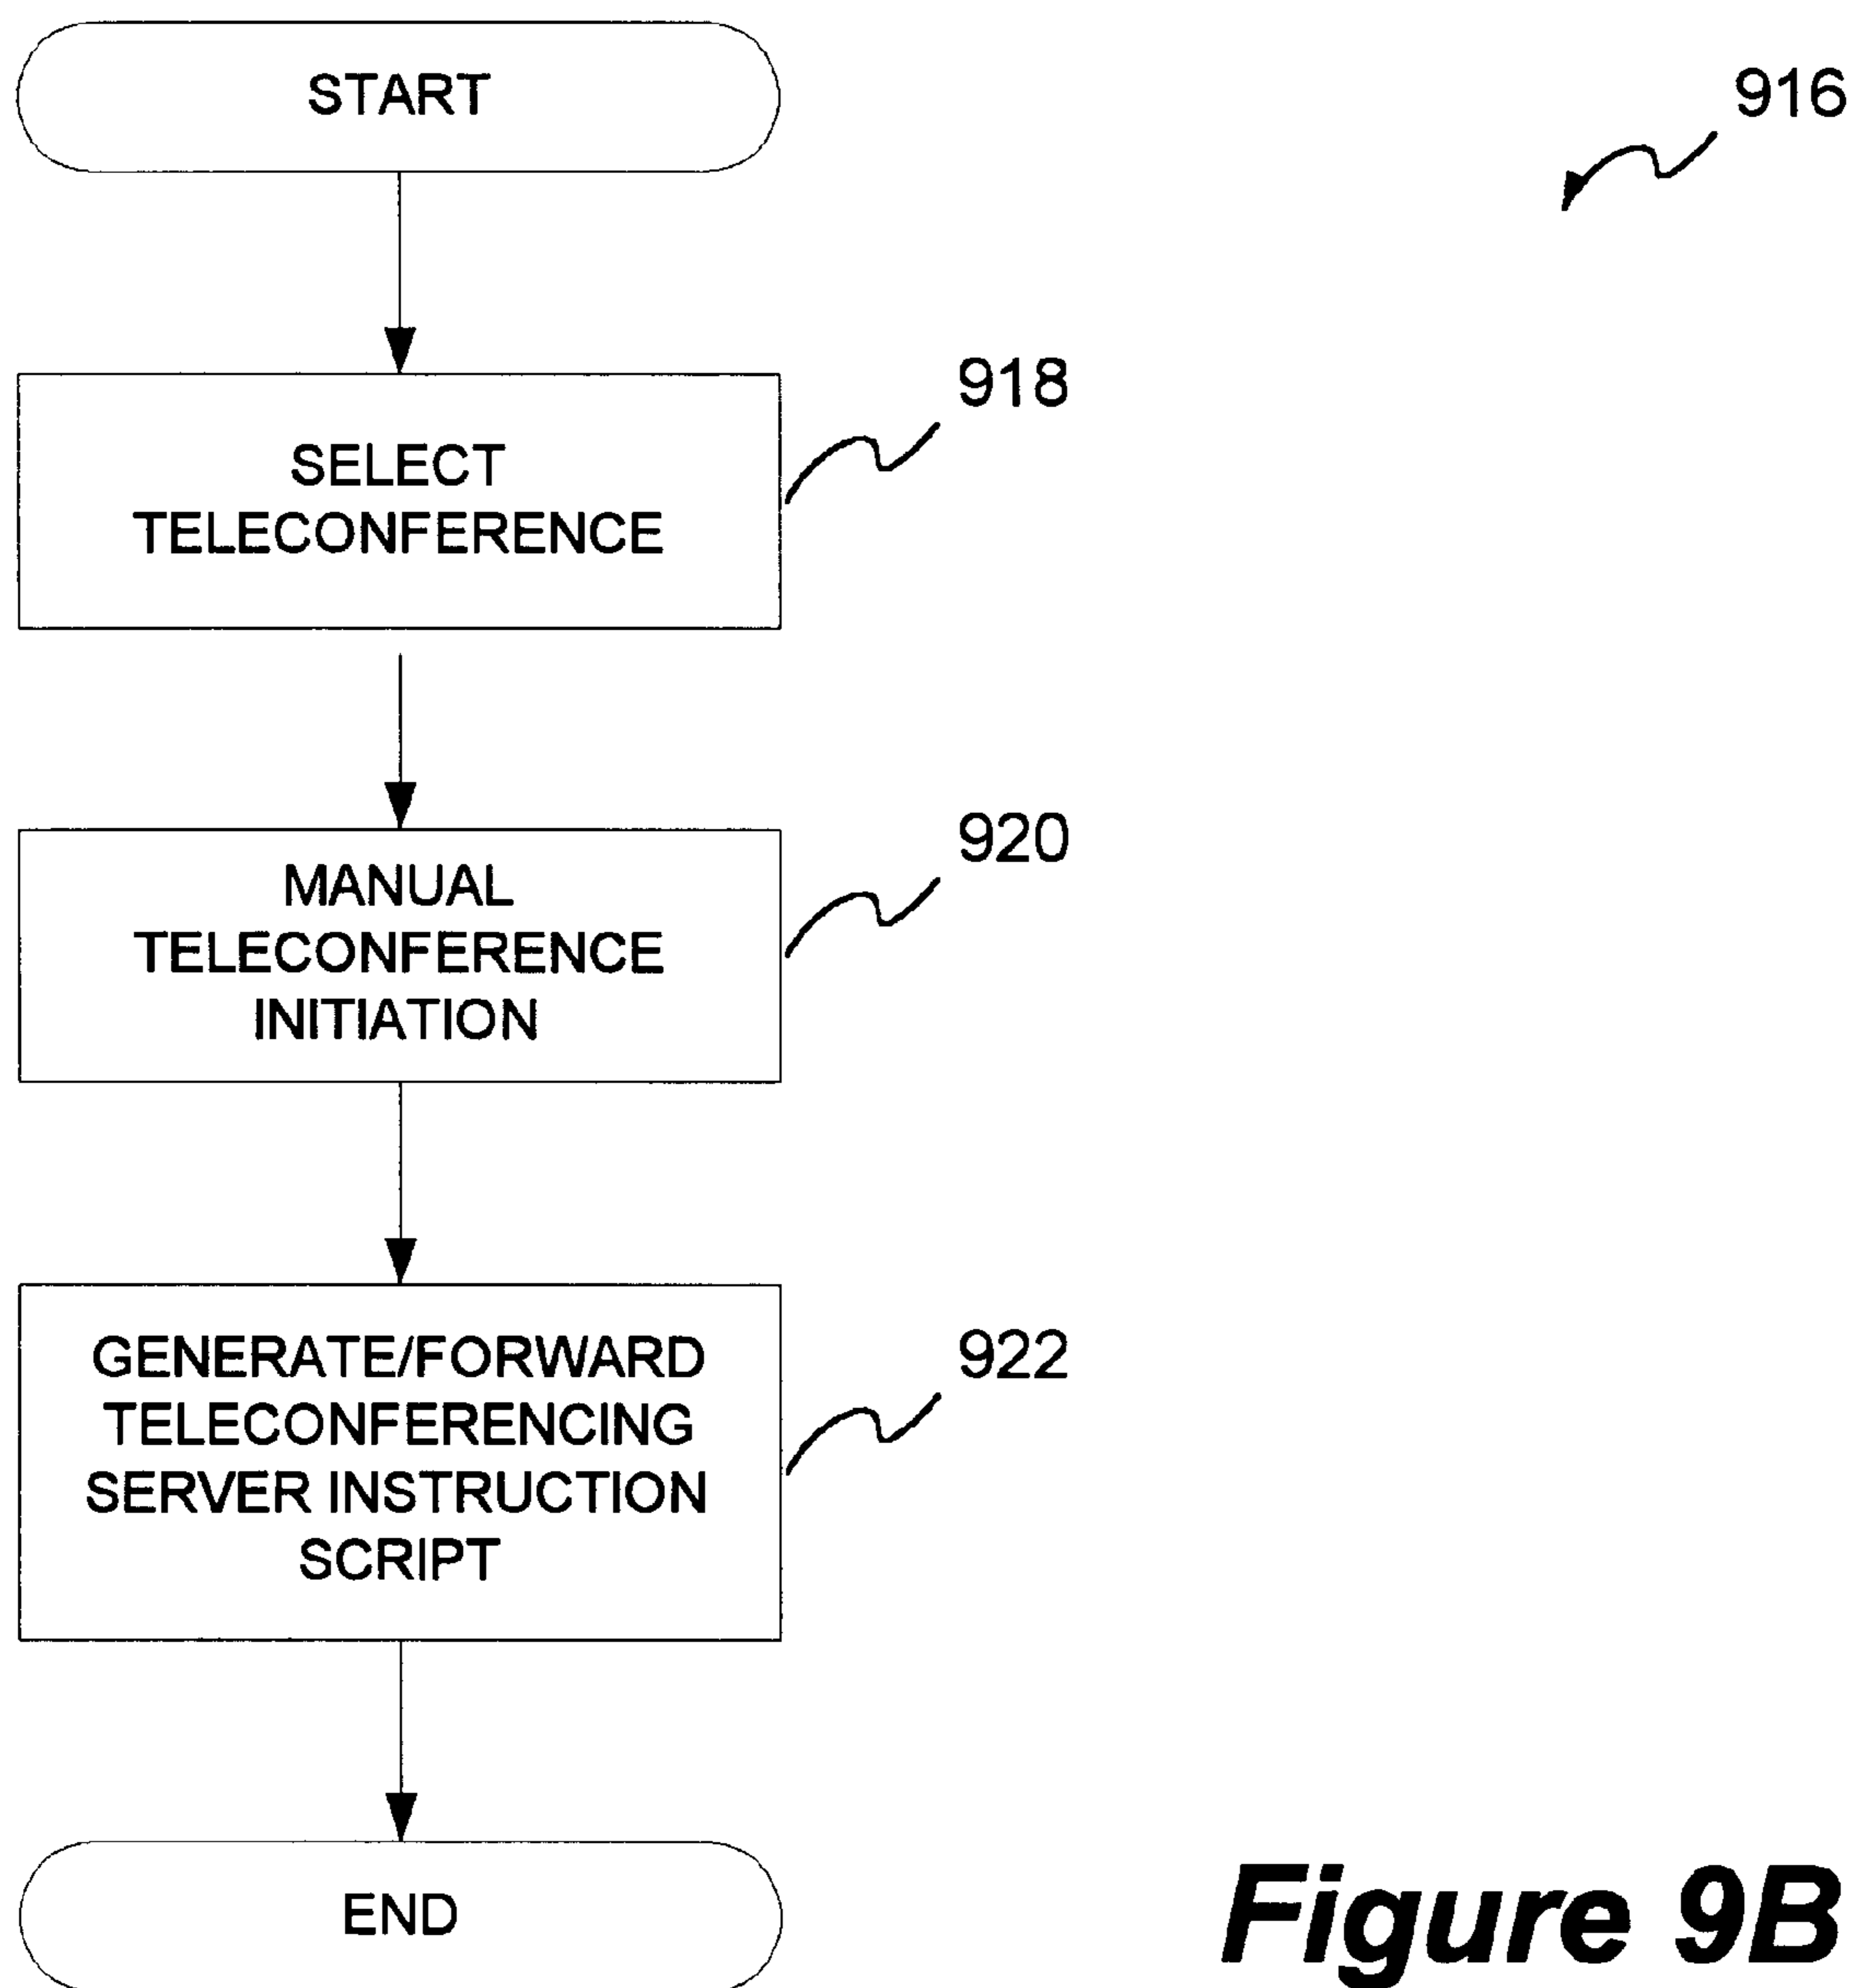 START
916
SELECT
TELECONFERENCE
918
MANUAL
TELECONFERENCE
INITIATION
920
GENERATE/FORWARD
TELECONFERENCING
SERVER INSTRUCTION
SCRIPT
922
END
Figure 9B